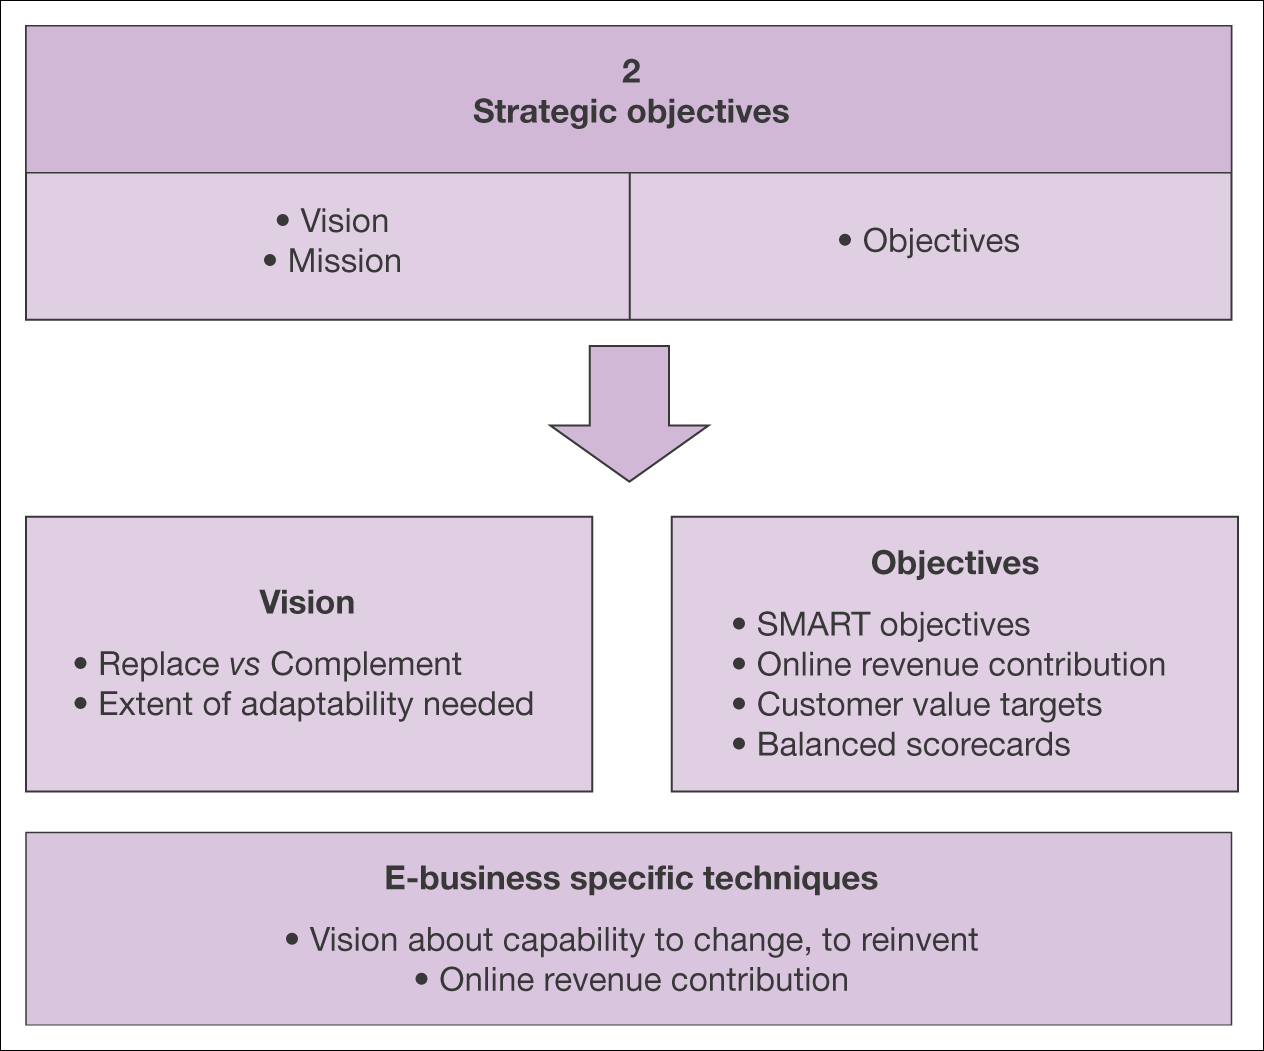 2
Strategic objectives
• Vision
• Mission
• Objectives
Vision
• Replace vs Complement
• Extent of adaptability needed
Objectives
• SMART objectives
• Online revenue contribution
• Customer value targets
• Balanced scorecards
E-business specific techniques
• Vision about capability to change, to reinvent
• Online revenue contribution